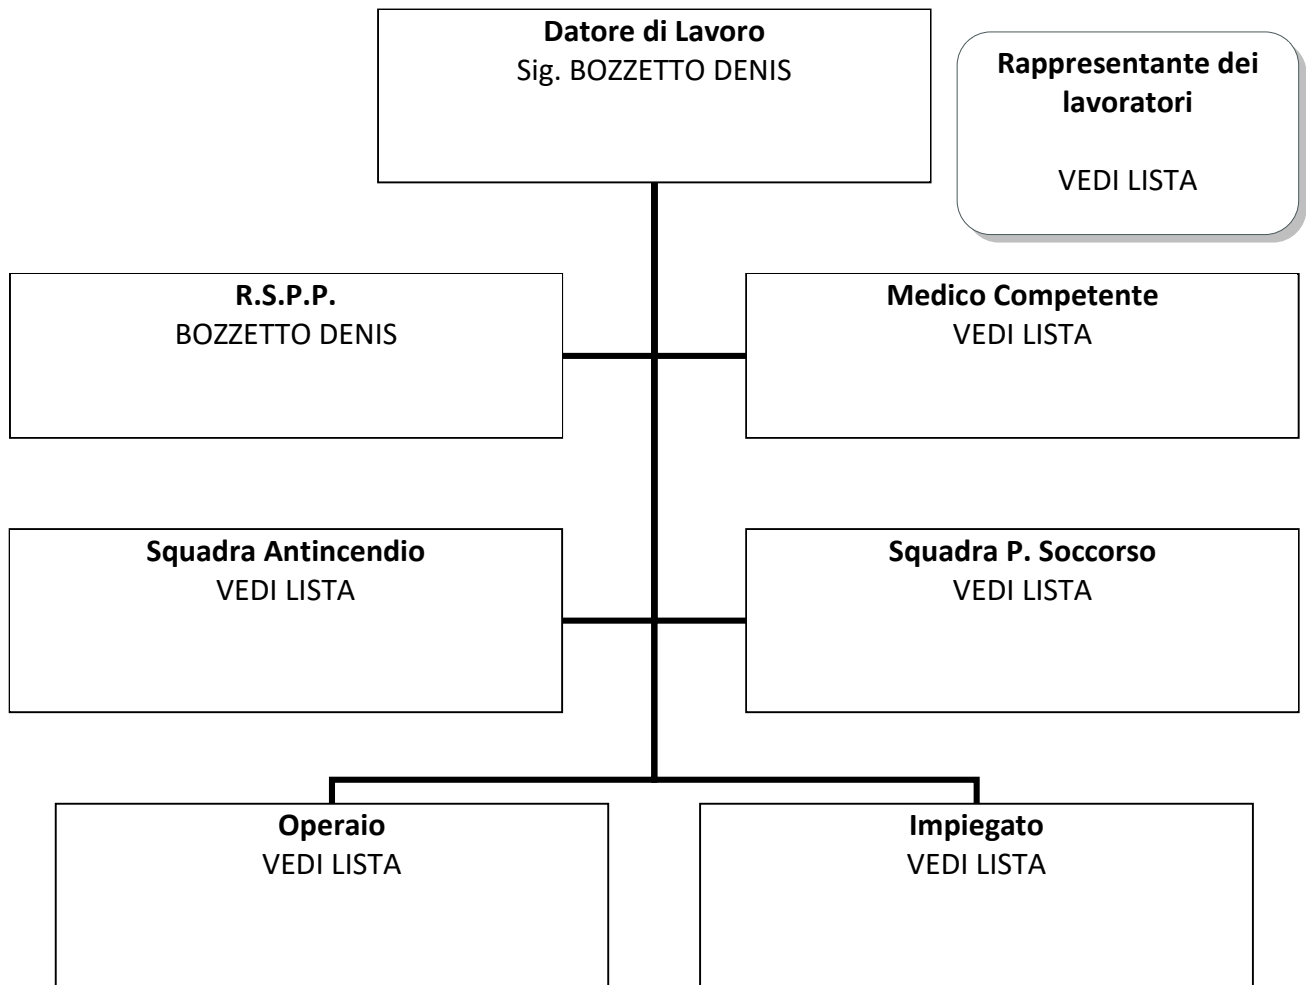 Datore di Lavoro
Sig. BOZZETTO DENIS
Rappresentante dei
lavoratori
VEDI LISTA
R.S.P.P.
BOZZETTO DENIS
Medico Competente
VEDI LISTA
Squadra Antincendio
VEDI LISTA
Squadra P. Soccorso
VEDI LISTA
Operaio
VEDI LISTA
Impiegato
VEDI LISTA